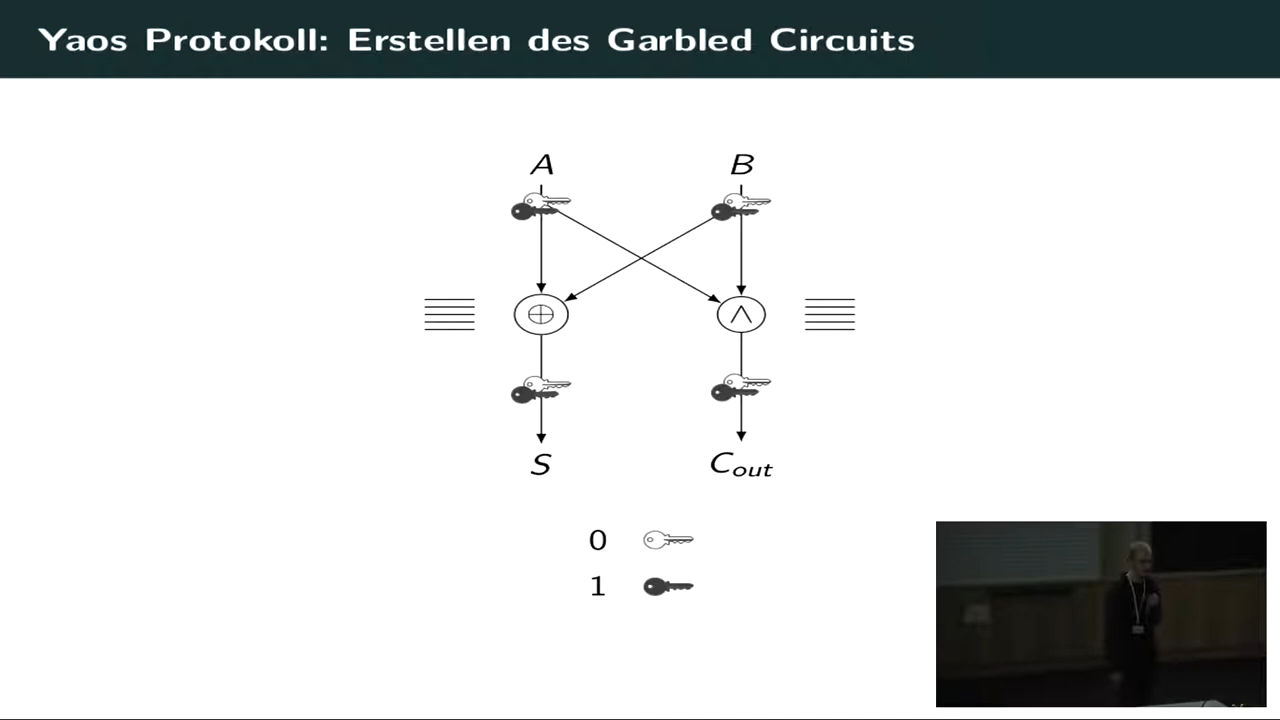 Yaos Protokoll: Erstellen des Garbled Circuits
A B
⊕ ∧
S C_out
0
1